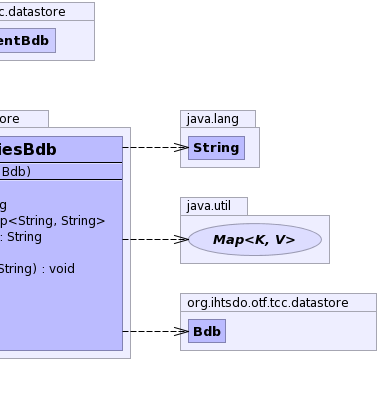 c.datastore
entBdb
ore
iesBdb
Bdb)
g
p<String, String>
: String
String) : void
java.lang
String
java.util
Map<K, V>
org.ihtsdo.otf.tcc.datastore
Bdb